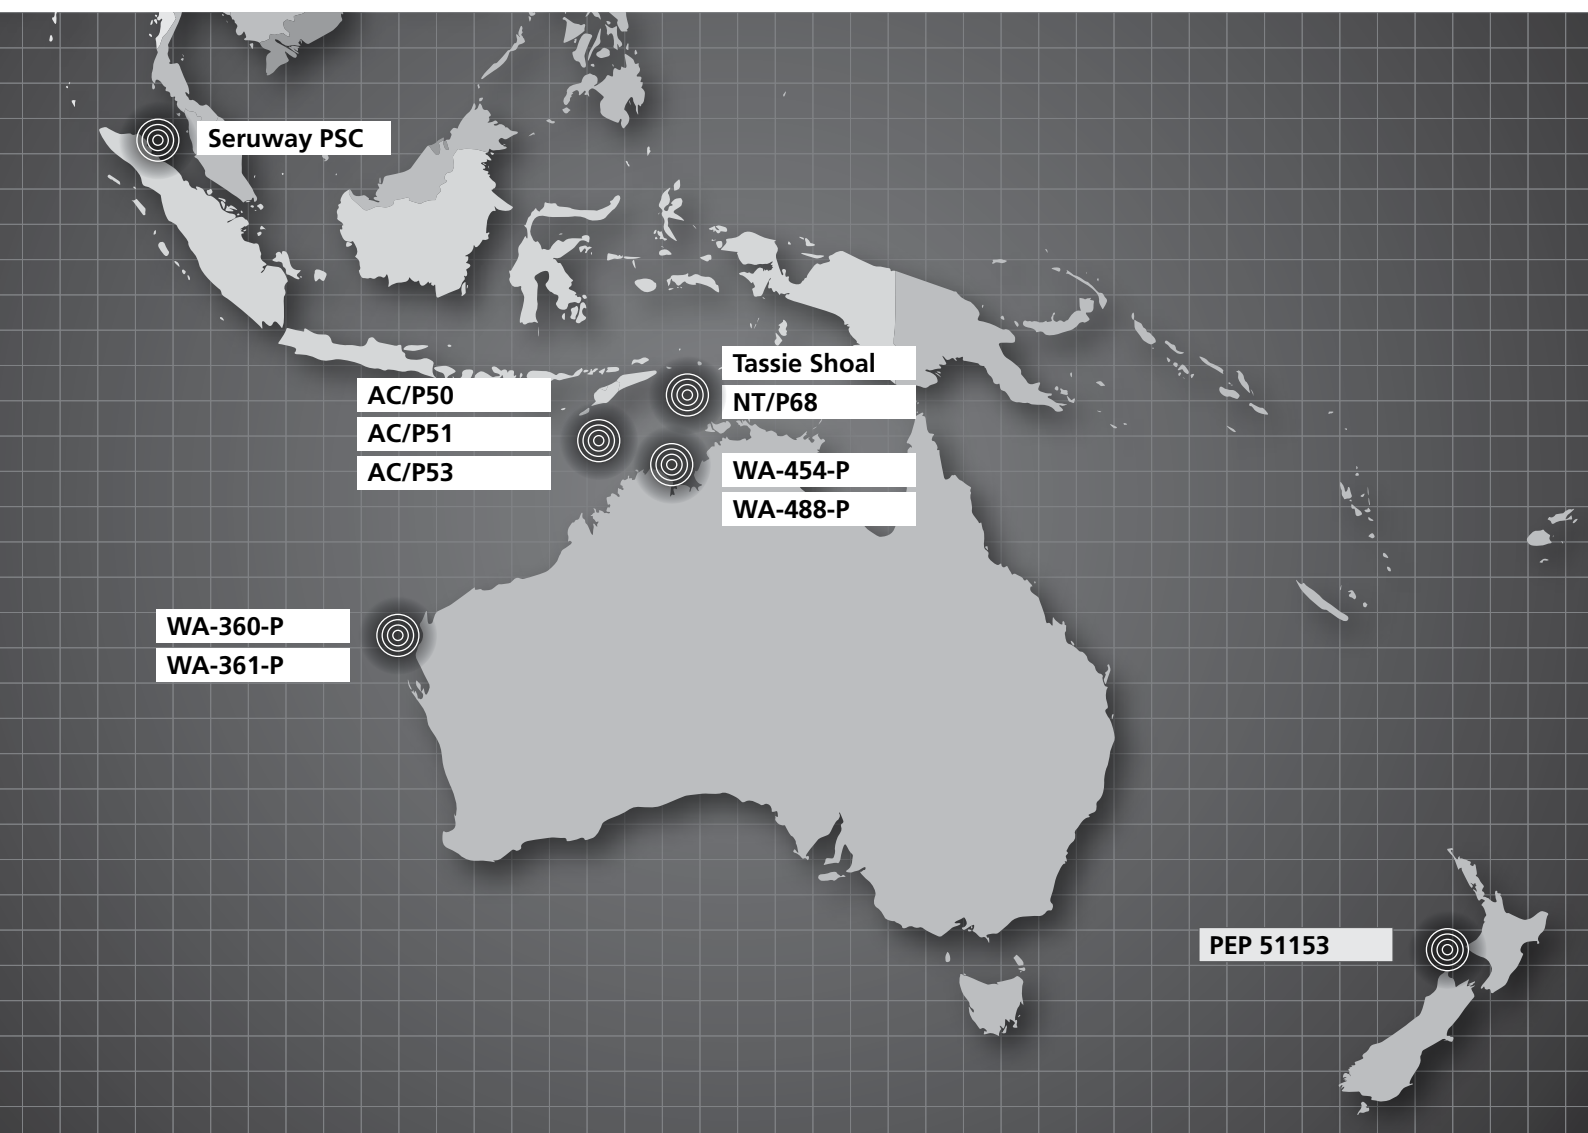 Seruway PSC
Tassie Shoal
NT/P68
AC/P50
AC/P51
AC/P53
WA-454-P
WA-488-P
WA-360-P
WA-361-P
PEP 51153